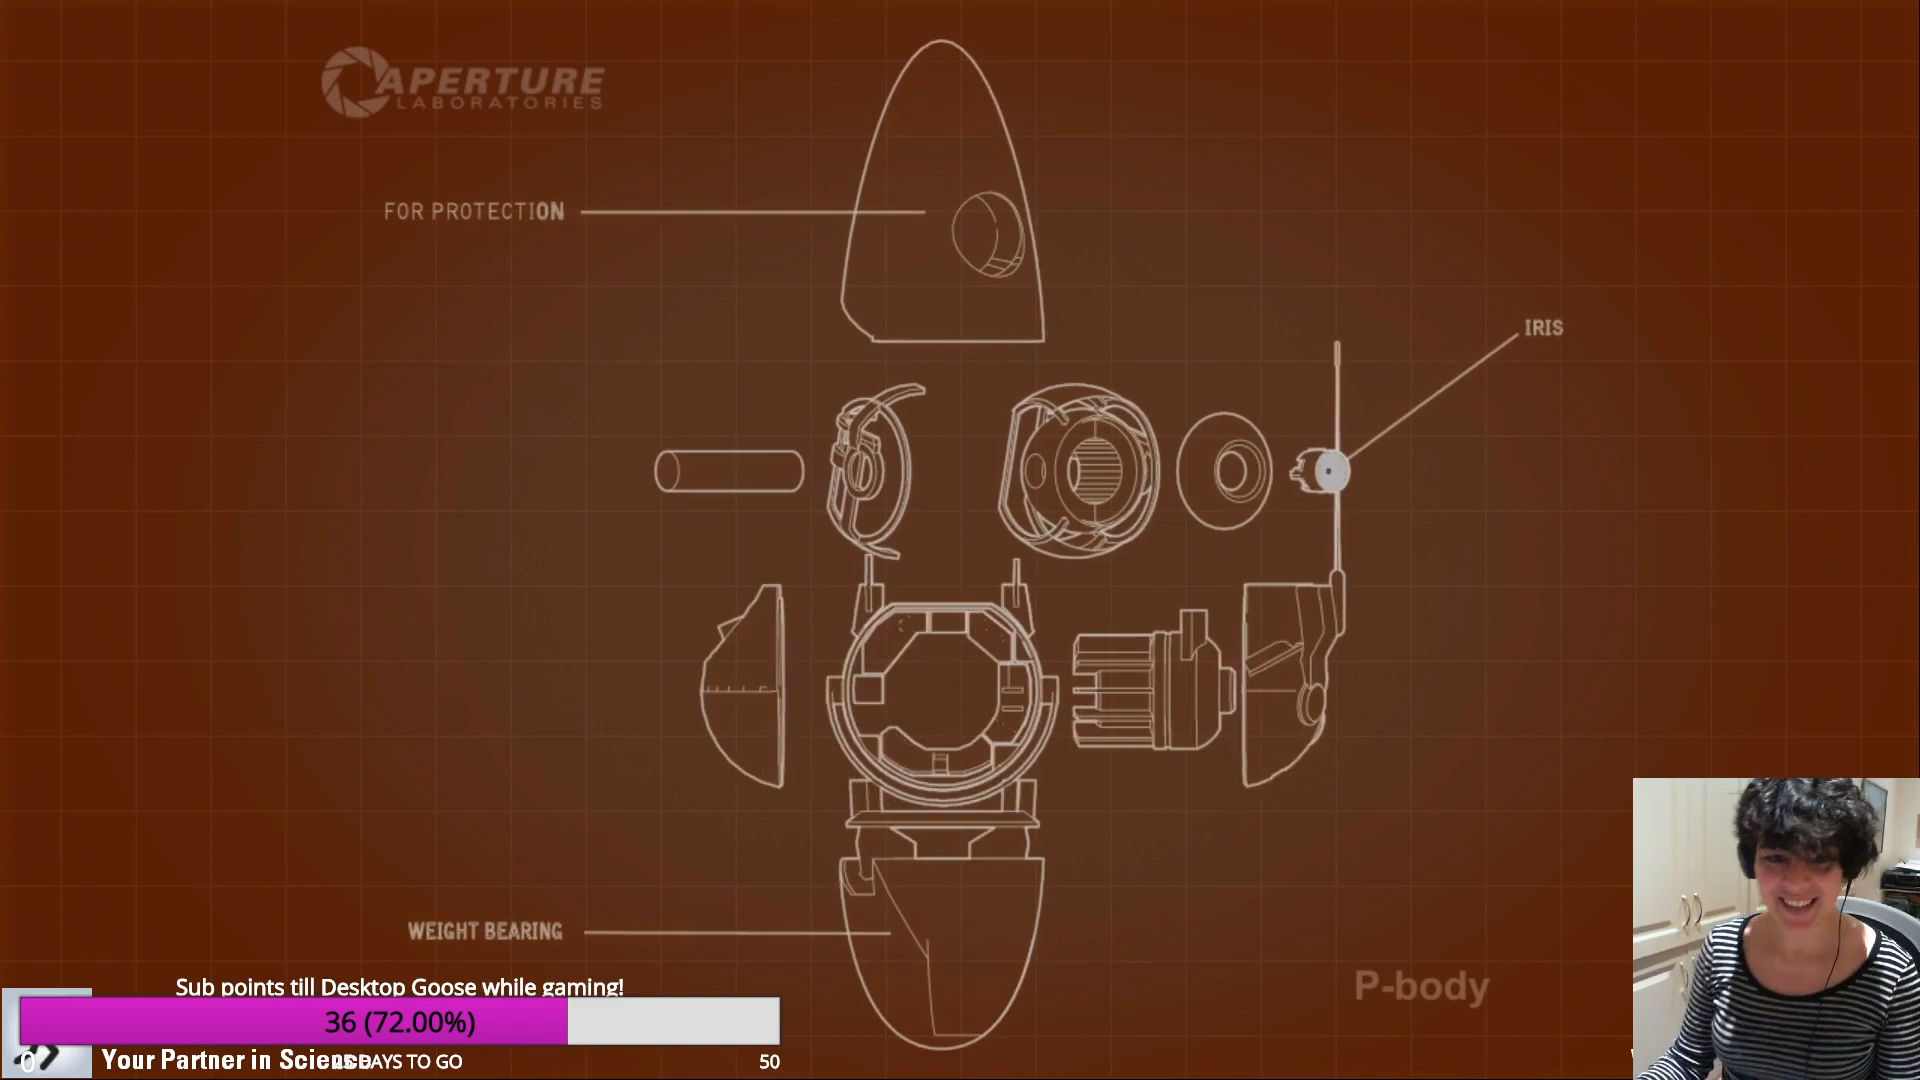 APERTURE
LABORATORIES
FOR PROTECTION
IRIS
WEIGHT BEARING
P-body
Sub points till Desktop Goose while gaming!
36 (72.00%)
0
Your Partner in Science
DAYS TO GO
50